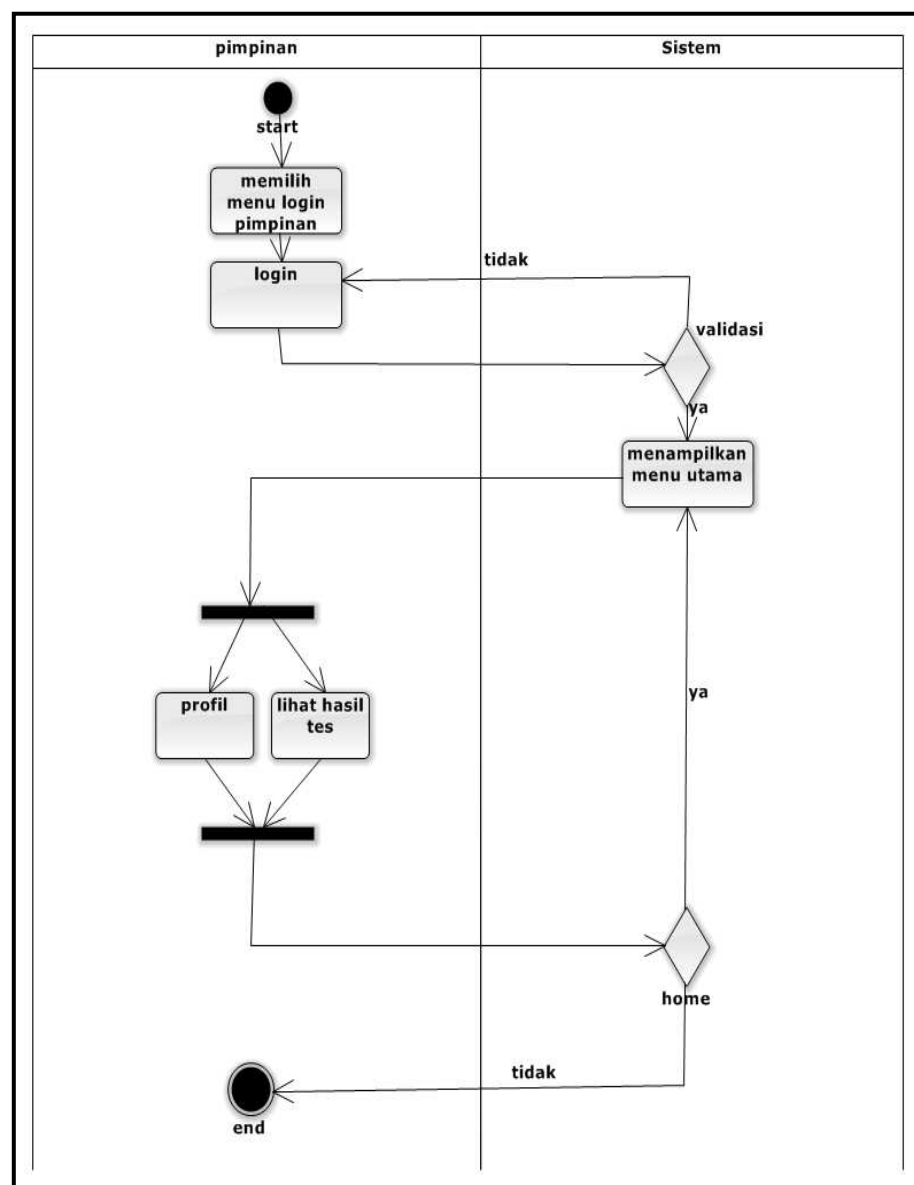 pimpinan
Sistem
start
memilih
menu login
pimpinan
tidak
login
validasi
ya
menampilkan
menu utama
profil
lihat hasil
tes
ya
home
tidak
end